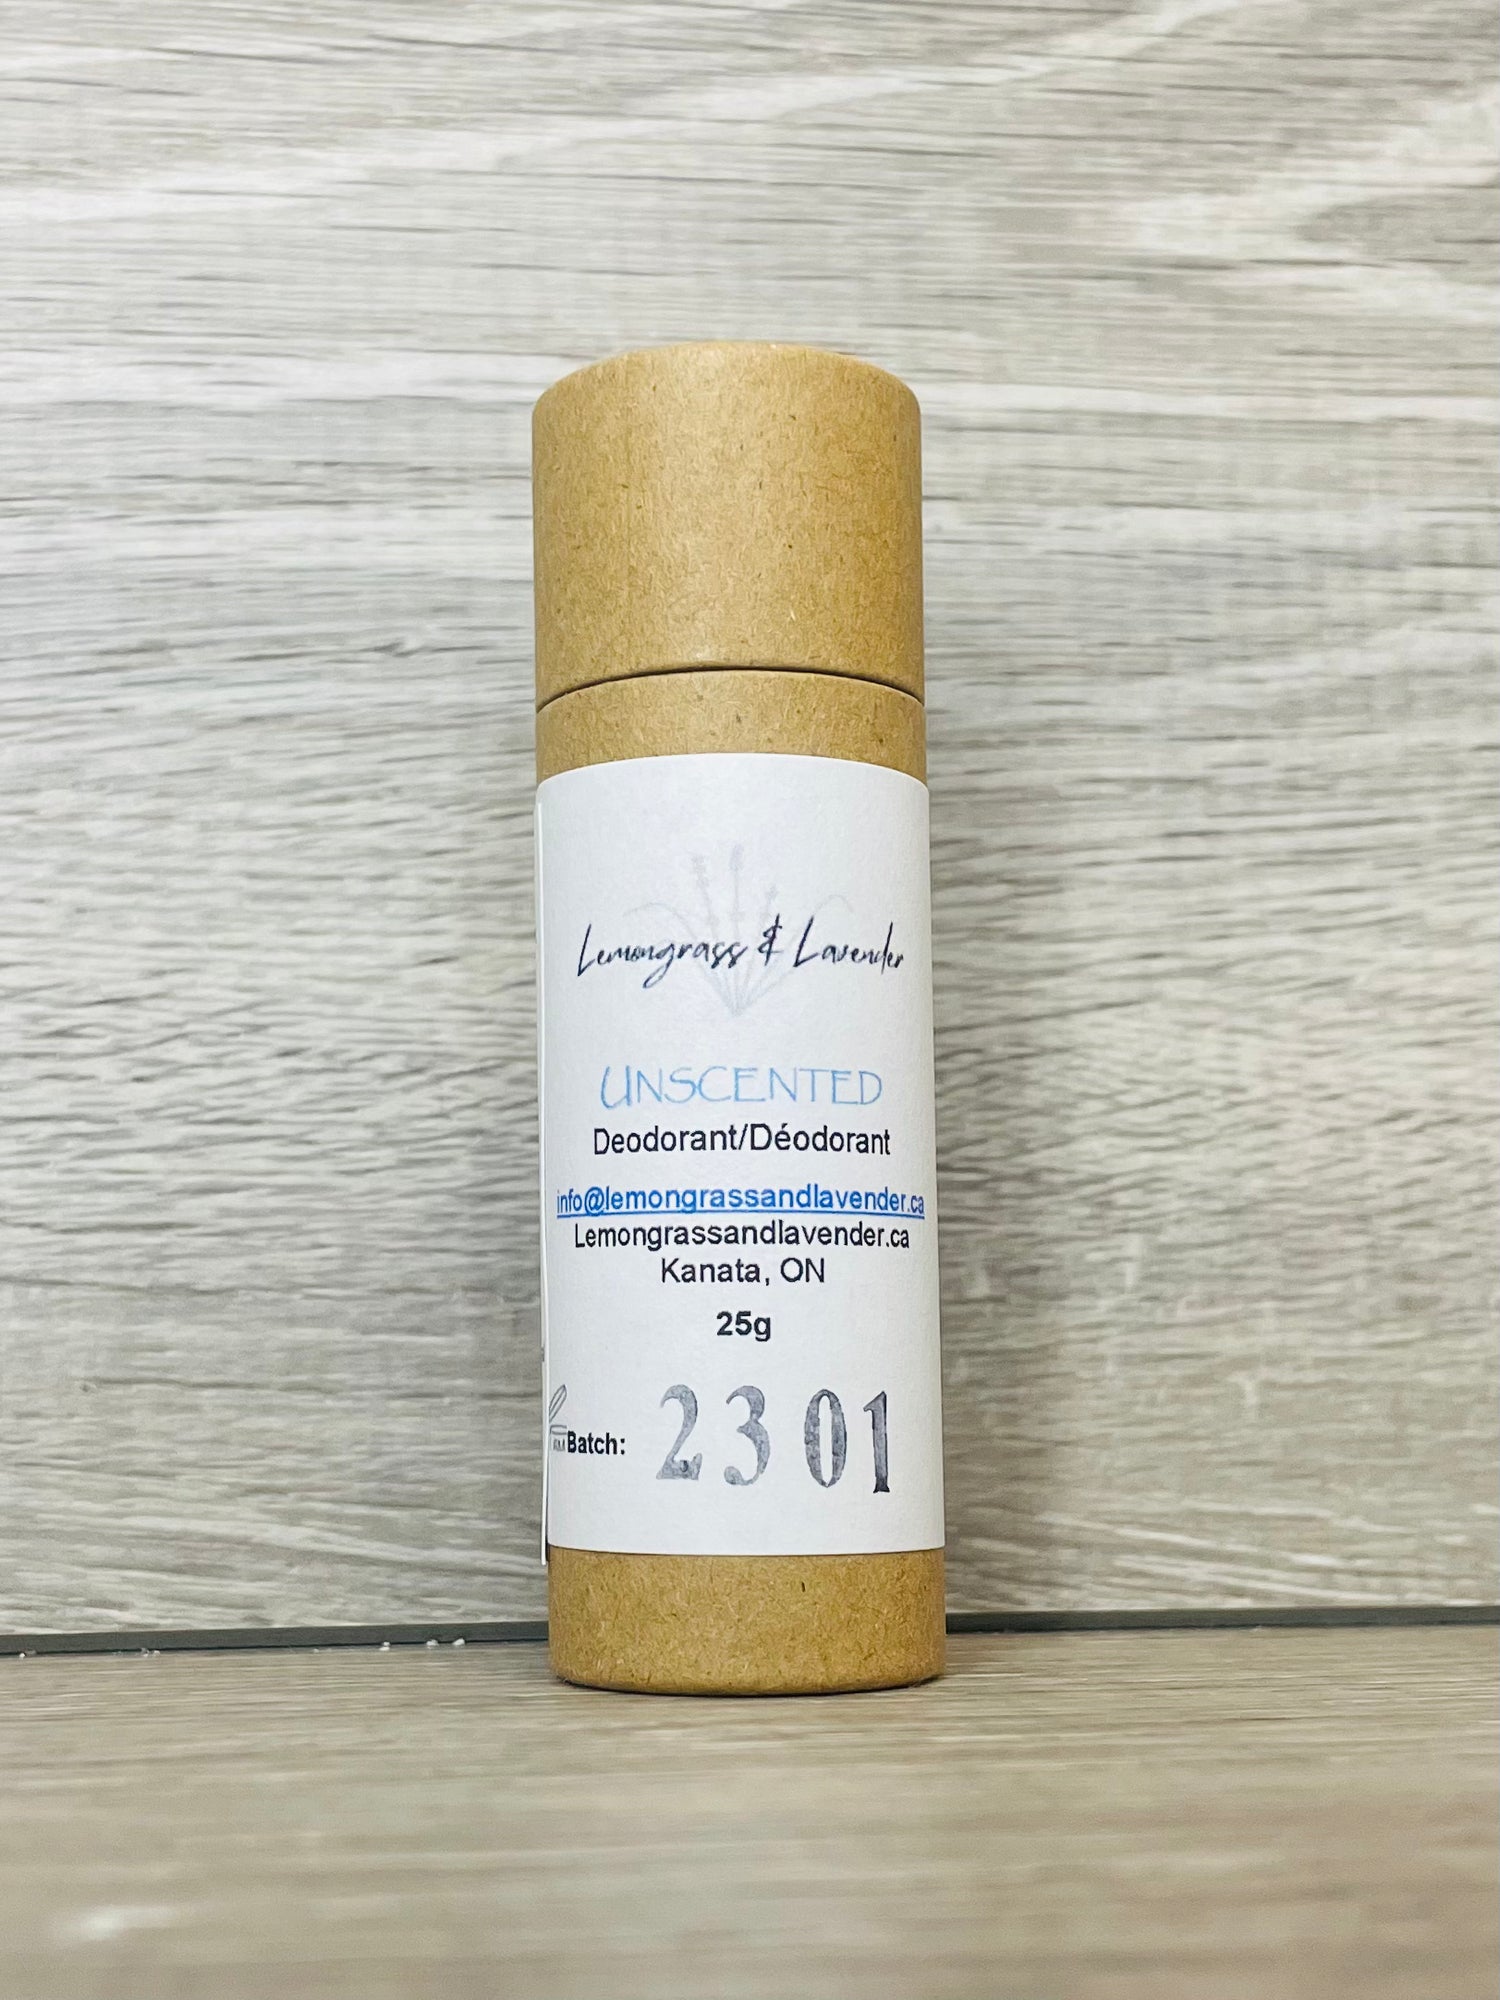 Lemongrass & Lavender
UNSCENTED
Deodorant/Déodorant
info@lemongrassandlavender.ca
Lemongrassandlavender.ca
Kanata, ON
25g
Batch: 2301